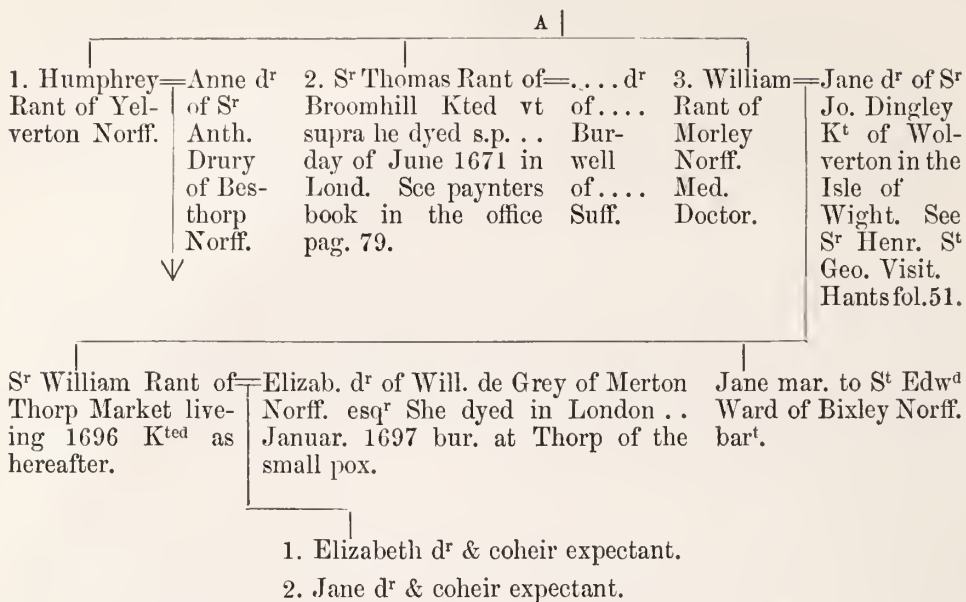 A
1. Humphrey=
Rant of Yel-
verton Norff.
Anne dʳ
of Sʳ
Anth.
Drury
of Bes-
thorp
Norff.
2. Sʳ Thomas Rant of=
Broomhill Kted vt
supra he dyed s.p. . .
day of June 1671 in
Lond. See paynters
book in the office
pag. 79.
.... dʳ
of....
Bur-
well
of....
Suff.
3. William=
Rant of
Morley
Norff.
Med.
Doctor.
Jane dʳ of Sʳ
Jo. Dingley
Kᵗ of Wol-
verton in the
Isle of
Wight. See
Sʳ Henr. Sᵗ
Geo. Visit.
Hants fol. 51.
Sʳ William Rant of=
Thorp Market live-
ing 1696 Kᵗᵉᵈ as
hereafter.
Elizab. dʳ of Will. de Grey of Merton
Norff. esqʳ She dyed in London . .
Januar. 1697 bur. at Thorp of the
small pox.
Jane mar. to Sᵗ Edwᵈ
Ward of Bixley Norff.
barᵗ.
1. Elizabeth dʳ & coheir expectant.
2. Jane dʳ & coheir expectant.